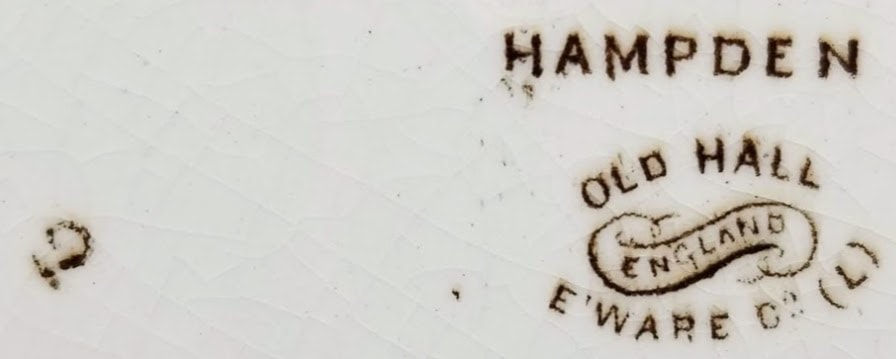 HAMPDEN
OLD HALL
ENGLAND
E'WARE Co (L)